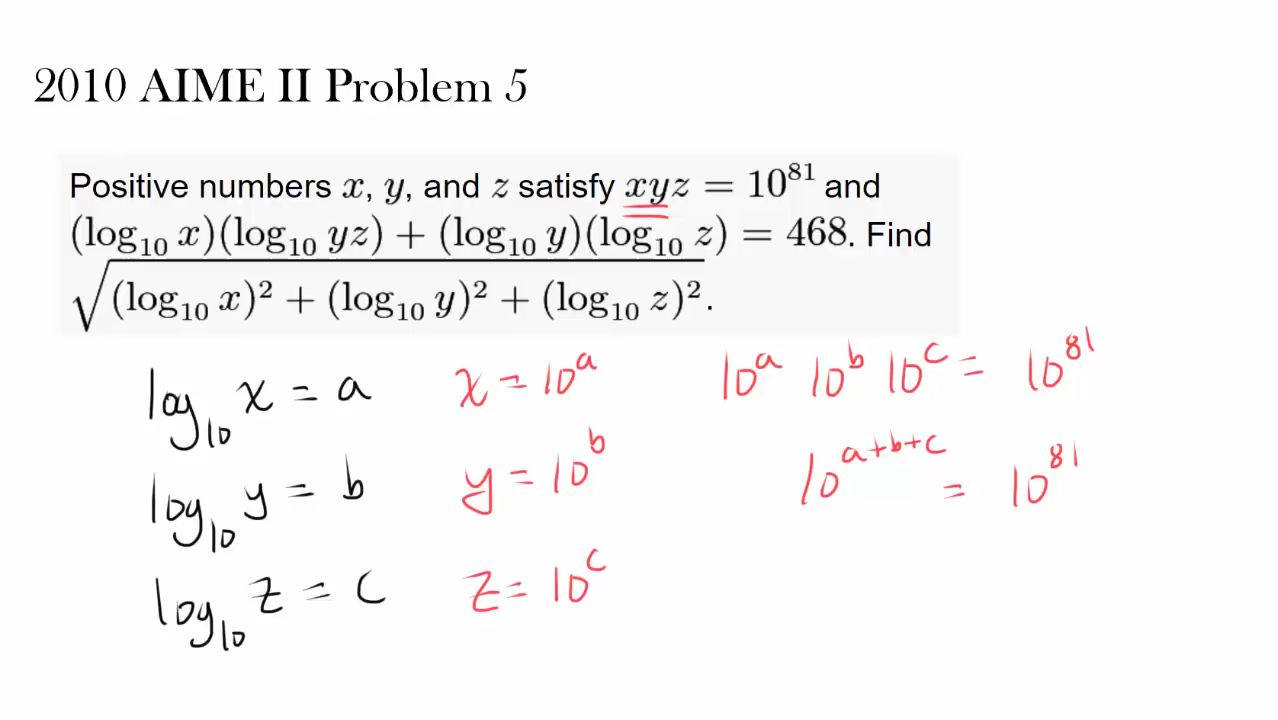 2010 AIME II Problem 5
Positive numbers x, y, and z satisfy xyz = 10^81 and
(log_10 x)(log_10 yz) + (log_10 y)(log_10 z) = 468. Find
√((log_10 x)^2 + (log_10 y)^2 + (log_10 z)^2).
log_10 x = a x = 10^a 10^a 10^b 10^c = 10^81
log_10 y = b y = 10^b 10^(a+b+c) = 10^81
log_10 z = c z = 10^c